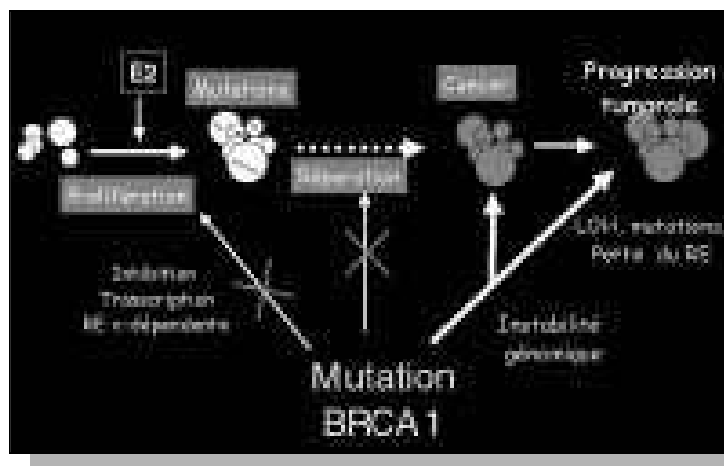 E2
Mutations
Cancer
Progression
tumorale
Prolifération
Réparation
LOH, mutations,
Perte du RE
Inhibition
Transcription
RE α-dépendante
Instabilité
génomique
Mutation
BRCA1